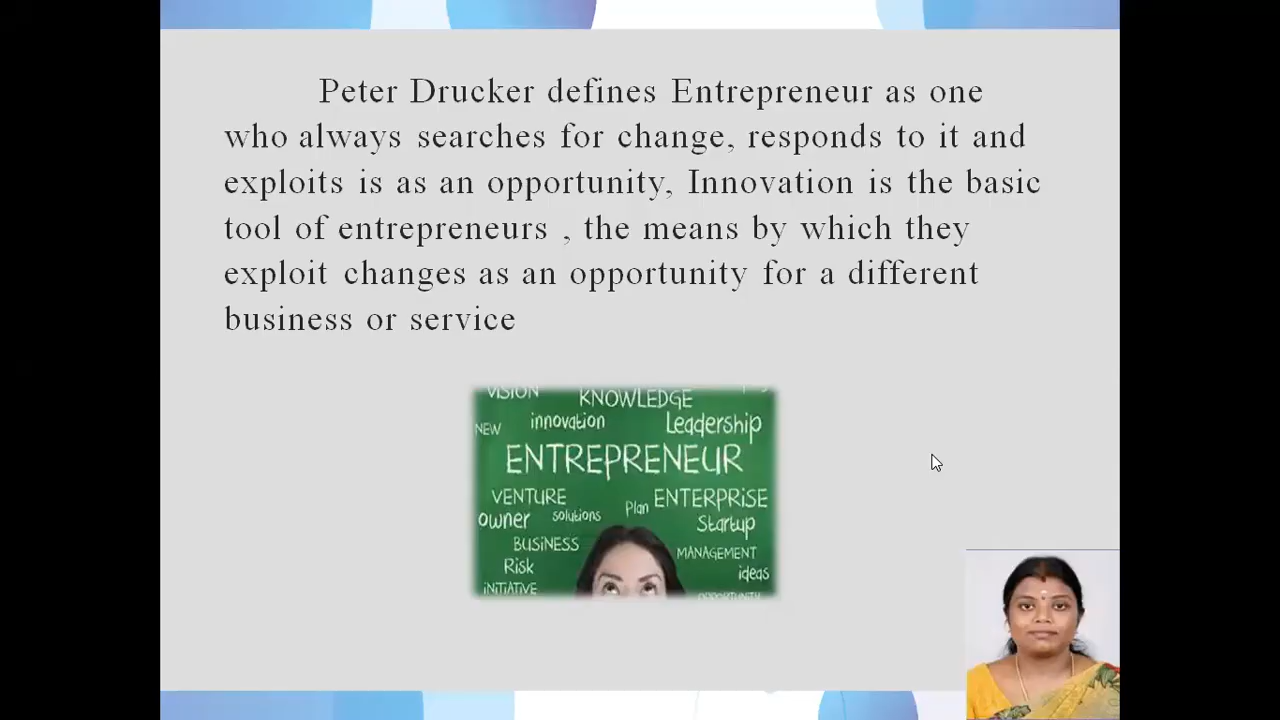 Peter Drucker defines Entrepreneur as one
who always searches for change, responds to it and
exploits is as an opportunity, Innovation is the basic
tool of entrepreneurs , the means by which they
exploit changes as an opportunity for a different
business or service
VISION
KNOWLEDGE
NEW
innovation
Leadership
ENTREPRENEUR
VENTURE
ENTERPRiSE
owner
solutions
Plan
Startup
BUSiNESS
MANAGEMENT
Risk
ideas
iNiTiATiVE
OPPORTUNITY